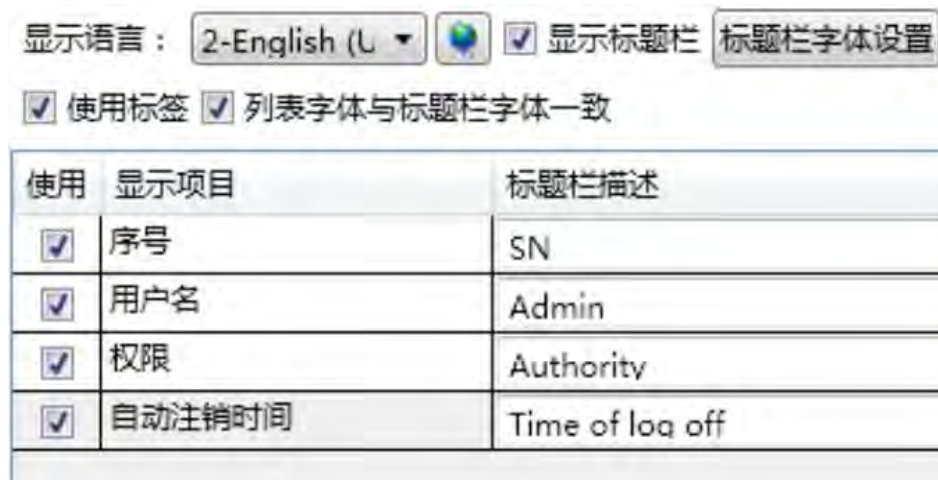 显示语言： 2-English (U 显示标题栏 标题栏字体设置
使用标签 列表字体与标题栏字体一致
使用 显示项目 标题栏描述
序号 SN
用户名 Admin
权限 Authority
自动注销时间 Time of log off